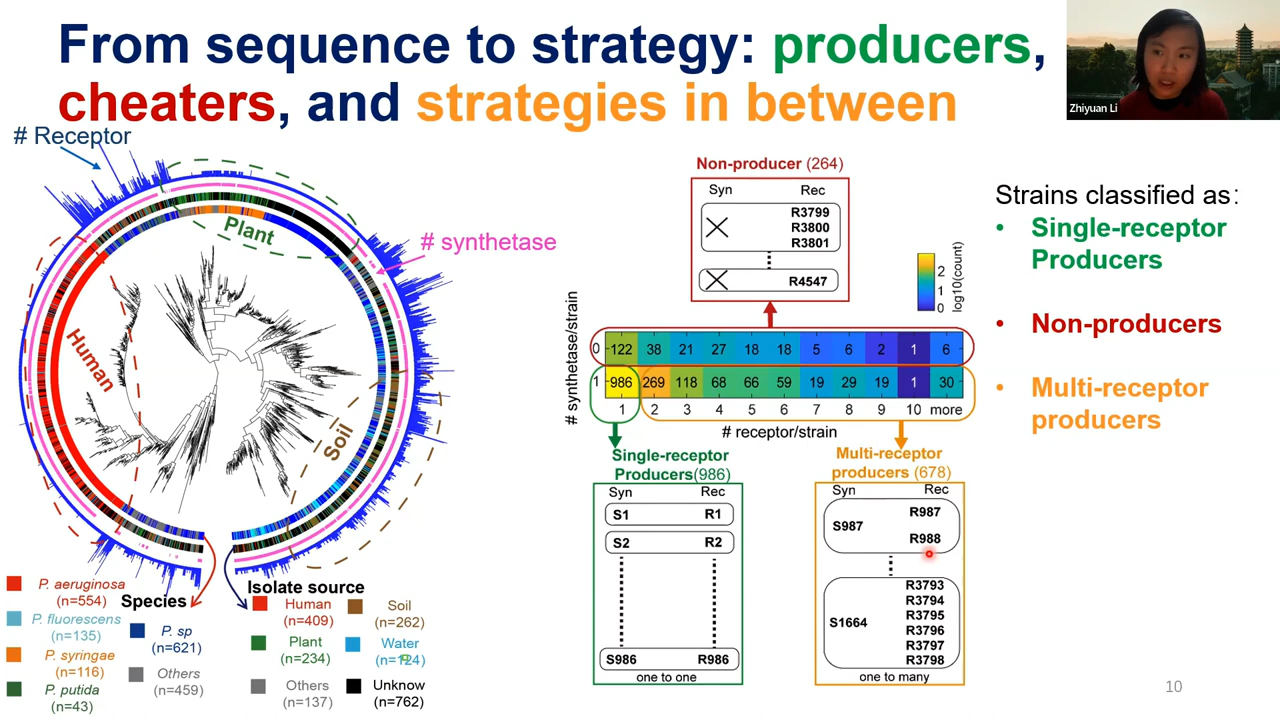 From sequence to strategy: producers,
cheaters, and strategies in between
Zhiyuan Li
# Receptor
Plant
# synthetase
Human
Soil
P. aeruginosa
(n=554)
P. fluorescens
(n=135)
P. syringae
(n=116)
P. putida
(n=43)
Species
P. sp
(n=621)
Others
(n=459)
Isolate source
Human
(n=409)
Plant
(n=234)
Others
(n=137)
Soil
(n=262)
Water
Unknow
(n=762)
Non-producer (264)
Syn Rec
R3799
R3800
R3801
R4547
log10(count)
2
1
0
# synthetase/strain
0 122 38 21 27 18 18 5 6 2 1 6
1 986 269 118 68 66 59 19 29 19 1 30
1 2 3 4 5 6 7 8 9 10 more
# receptor/strain
Single-receptor
Producers(986)
Syn Rec
S1 R1
S2 R2
S986 R986
one to one
Multi-receptor
producers (678)
Syn Rec
S987
R987
R988
S1664
R3793
R3794
R3795
R3796
R3797
R3798
one to many
Strains classified as:
• Single-receptor
Producers
• Non-producers
• Multi-receptor
producers
10